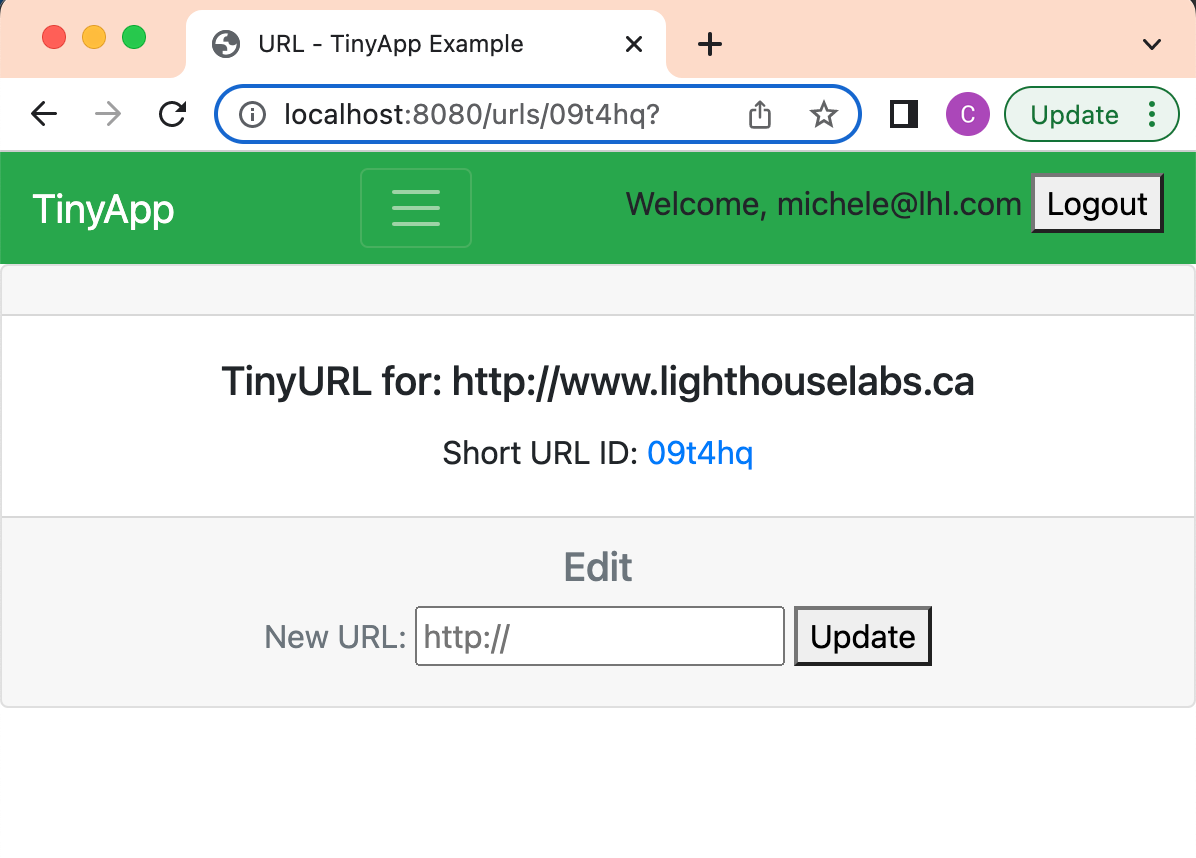 URL - TinyApp Example
localhost:8080/urls/09t4hq?
C
Update
TinyApp
Welcome, michele@lhl.com
Logout
TinyURL for: http://www.lighthouselabs.ca
Short URL ID: 09t4hq
Edit
New URL: http:// Update